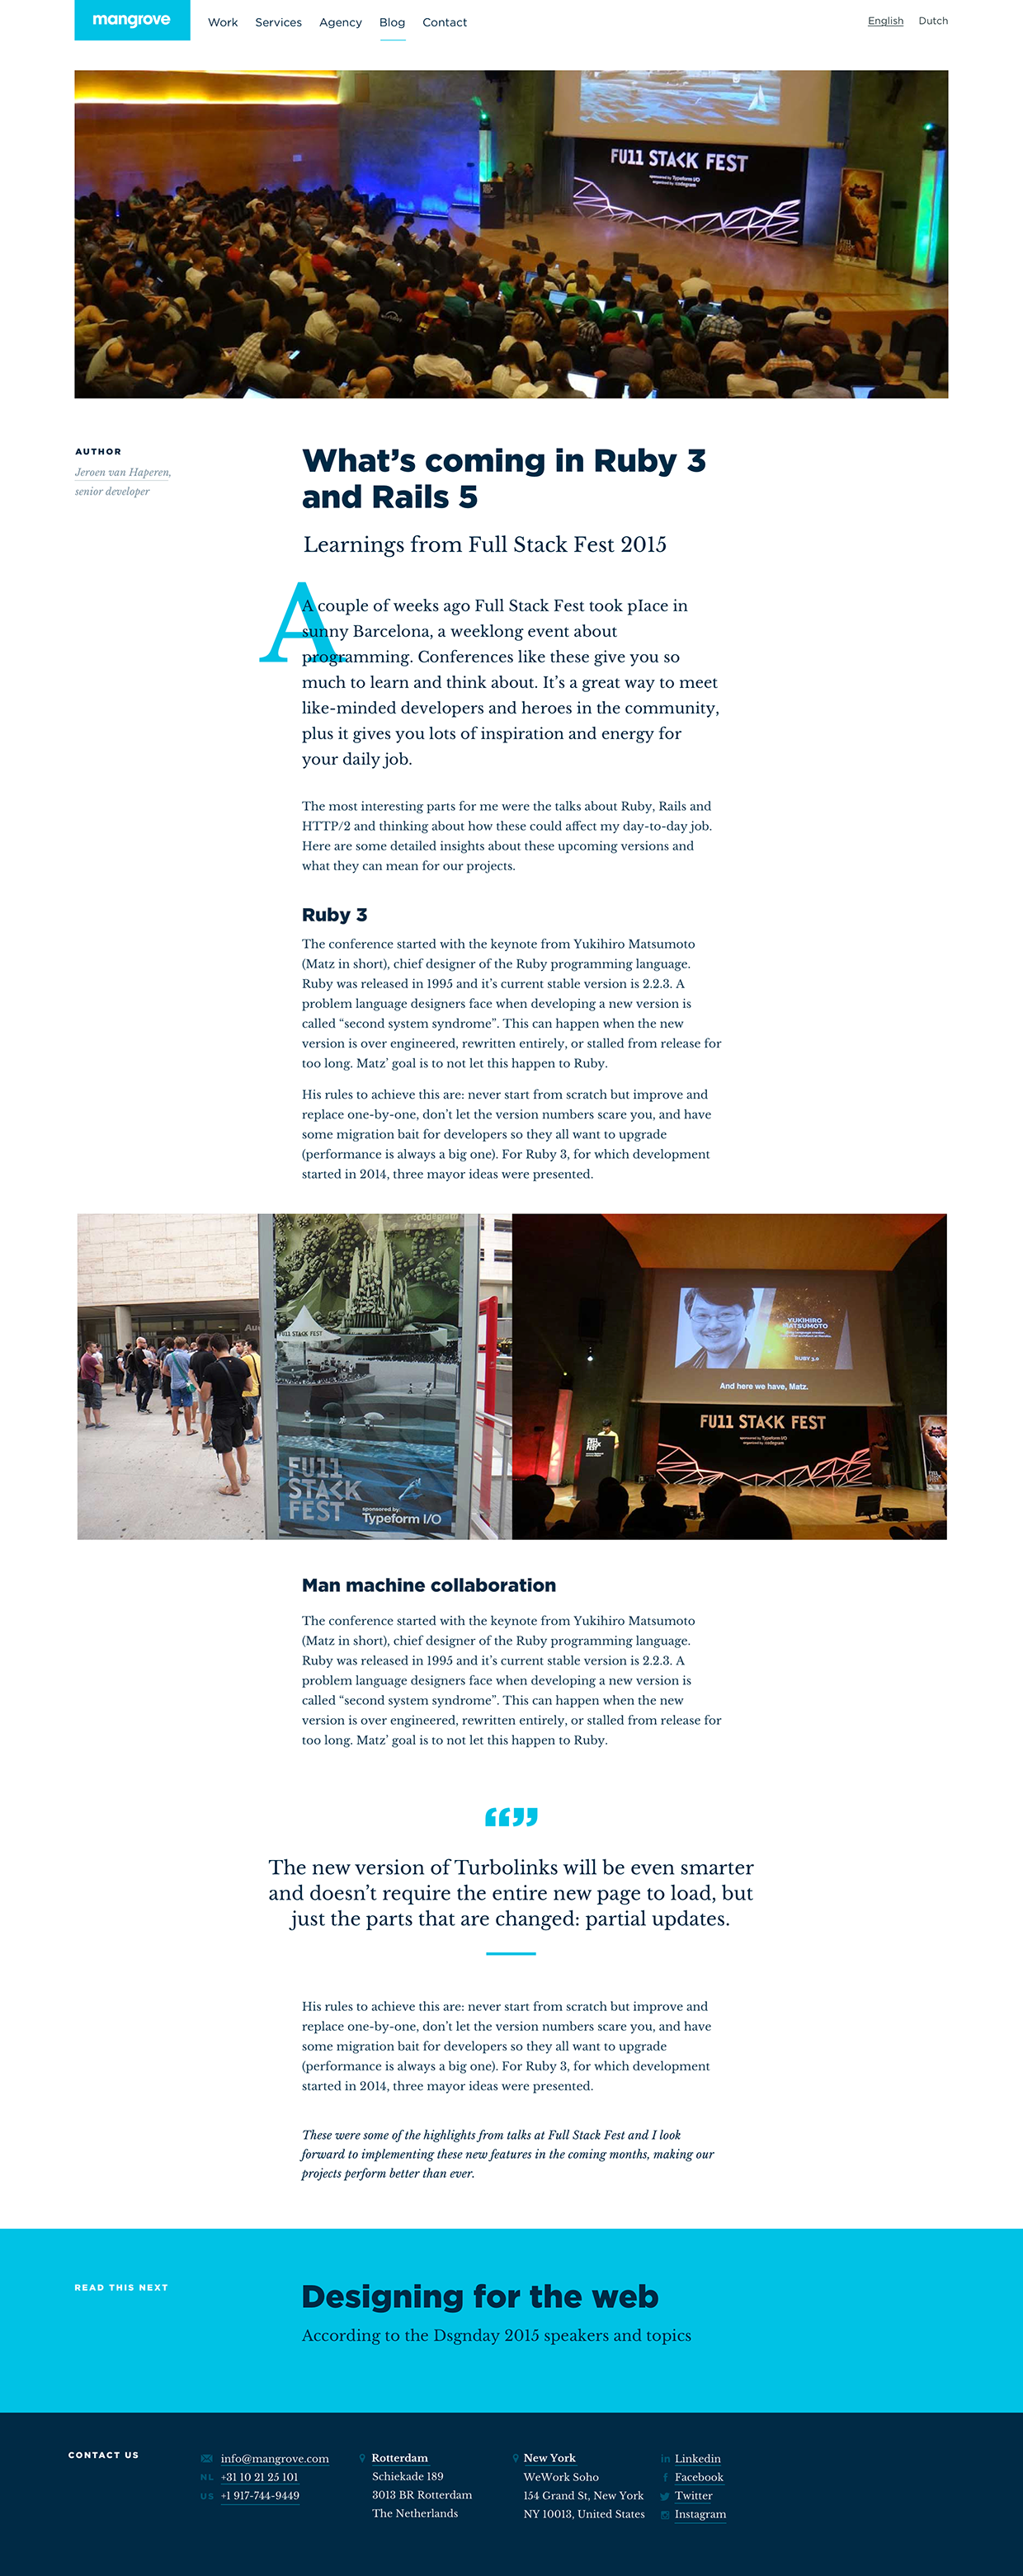 mangrove
Work Services Agency Blog Contact
English Dutch
FUll STACK FEST
sponsored by Typeform I/O
organised by codegram
AUTHOR
Jeroen van Haperen,
senior developer
What's coming in Ruby 3
and Rails 5
Learnings from Full Stack Fest 2015
A
A couple of weeks ago Full Stack Fest took place in
sunny Barcelona, a weeklong event about
programming. Conferences like these give you so
much to learn and think about. It's a great way to meet
like-minded developers and heroes in the community,
plus it gives you lots of inspiration and energy for
your daily job.
The most interesting parts for me were the talks about Ruby, Rails and
HTTP/2 and thinking about how these could affect my day-to-day job.
Here are some detailed insights about these upcoming versions and
what they can mean for our projects.
Ruby 3
The conference started with the keynote from Yukihiro Matsumoto
(Matz in short), chief designer of the Ruby programming language.
Ruby was released in 1995 and it's current stable version is 2.2.3. A
problem language designers face when developing a new version is
called “second system syndrome”. This can happen when the new
version is over engineered, rewritten entirely, or stalled from release for
too long. Matz' goal is to not let this happen to Ruby.
His rules to achieve this are: never start from scratch but improve and
replace one-by-one, don't let the version numbers scare you, and have
some migration bait for developers so they all want to upgrade
(performance is always a big one). For Ruby 3, for which development
started in 2014, three mayor ideas were presented.
FUll STACK FEST
FUll
STACK
FEST
sponsored by:
Typeform I/O
YUKIHIRO
MATSUMOTO
RUBY 3.0
And here we have, Matz.
FUll STACK FEST
sponsored by Typeform I/O
organised by codegram
Man machine collaboration
The conference started with the keynote from Yukihiro Matsumoto
(Matz in short), chief designer of the Ruby programming language.
Ruby was released in 1995 and it's current stable version is 2.2.3. A
problem language designers face when developing a new version is
called “second system syndrome”. This can happen when the new
version is over engineered, rewritten entirely, or stalled from release for
too long. Matz' goal is to not let this happen to Ruby.
“”
The new version of Turbolinks will be even smarter
and doesn't require the entire new page to load, but
just the parts that are changed: partial updates.
His rules to achieve this are: never start from scratch but improve and
replace one-by-one, don't let the version numbers scare you, and have
some migration bait for developers so they all want to upgrade
(performance is always a big one). For Ruby 3, for which development
started in 2014, three mayor ideas were presented.
These were some of the highlights from talks at Full Stack Fest and I look
forward to implementing these new features in the coming months, making our
projects perform better than ever.
READ THIS NEXT
Designing for the web
According to the Dsgnday 2015 speakers and topics
CONTACT US
info@mangrove.com
NL +31 10 21 25 101
US +1 917-744-9449
Rotterdam
Schiekade 189
3013 BR Rotterdam
The Netherlands
New York
WeWork Soho
154 Grand St, New York
NY 10013, United States
Linkedin
Facebook
Twitter
Instagram